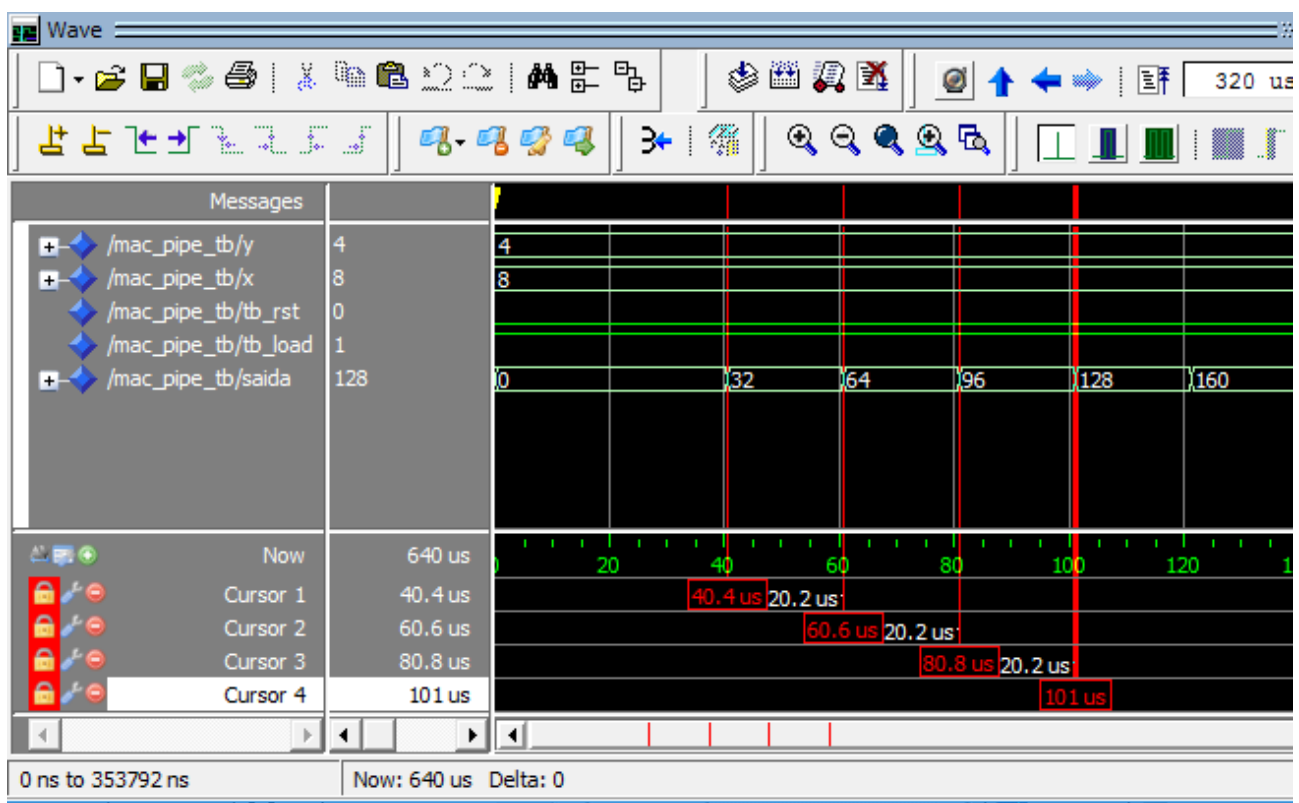 Wave
320 us
Messages
/mac_pipe_tb/y 4 4
/mac_pipe_tb/x 8 8
/mac_pipe_tb/tb_rst 0
/mac_pipe_tb/tb_load 1
/mac_pipe_tb/saida 128 0 32 64 96 128 160
Now 640 us 20 40 60 80 100 120 1
Cursor 1 40.4 us 40.4 us 20.2 us
Cursor 2 60.6 us 60.6 us 20.2 us
Cursor 3 80.8 us 80.8 us 20.2 us
Cursor 4 101 us 101 us
0 ns to 353792 ns Now: 640 us Delta: 0